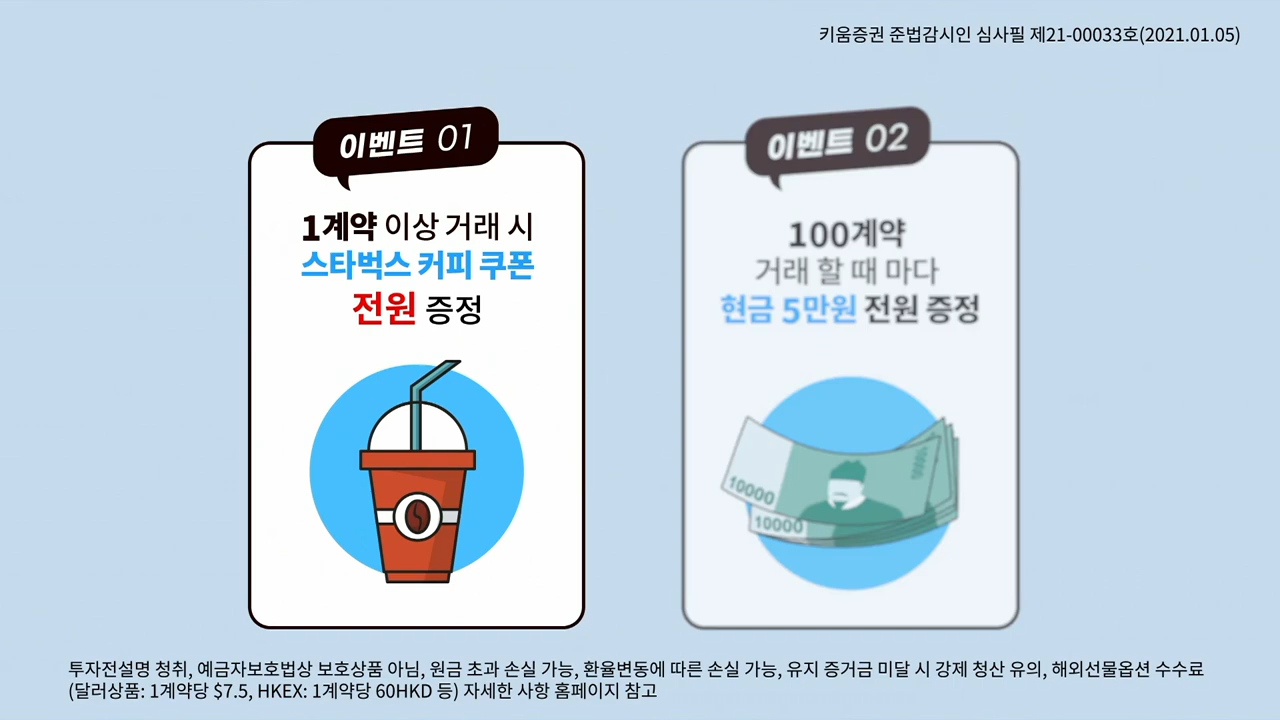 키움증권 준법감시인 심사필 제21-00033호(2021.01.05)
이벤트 01
1계약 이상 거래 시
스타벅스 커피 쿠폰
전원 증정
이벤트 02
100계약
거래 할 때 마다
현금 5만원 전원 증정
10000
10000
10000
투자전설명 청취, 예금자보호법상 보호상품 아님, 원금 초과 손실 가능, 환율변동에 따른 손실 가능, 유지 증거금 미달 시 강제 청산 유의, 해외선물옵션 수수료
(달러상품: 1계약당 $7.5, HKEX: 1계약당 60HKD 등) 자세한 사항 홈페이지 참고